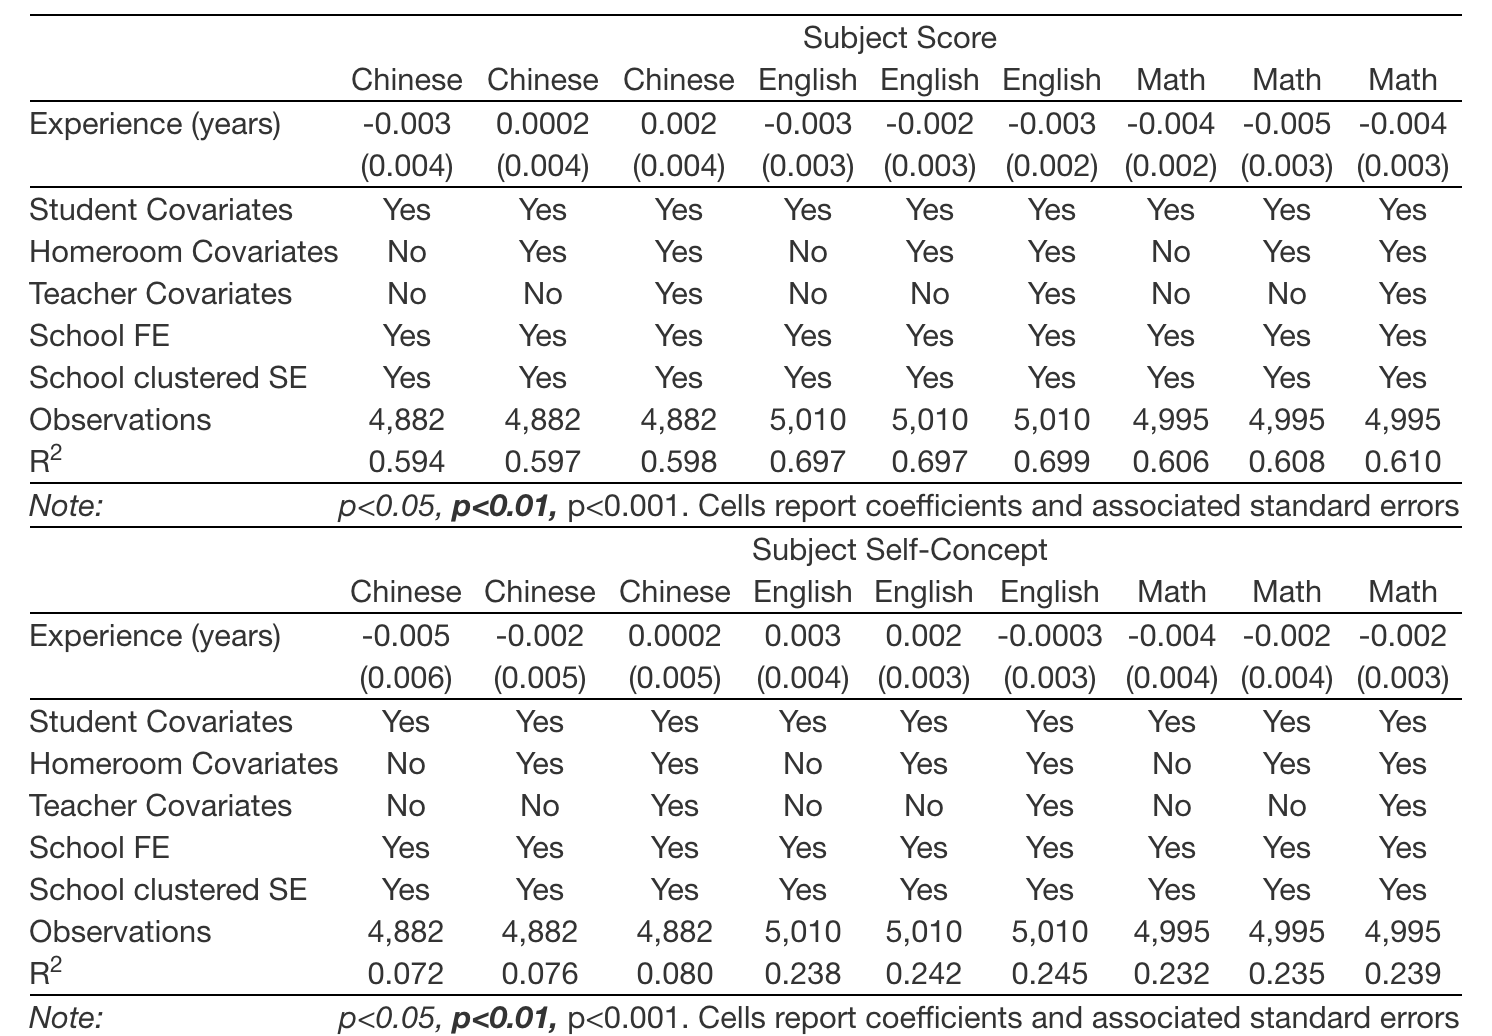 Subject Score
Chinese Chinese Chinese English English English Math Math Math
Experience (years) -0.003 0.0002 0.002 -0.003 -0.002 -0.003 -0.004 -0.005 -0.004
(0.004) (0.004) (0.004) (0.003) (0.003) (0.002) (0.002) (0.003) (0.003)
Student Covariates Yes Yes Yes Yes Yes Yes Yes Yes Yes
Homeroom Covariates No Yes Yes No Yes Yes No Yes Yes
Teacher Covariates No No Yes No No Yes No No Yes
School FE Yes Yes Yes Yes Yes Yes Yes Yes Yes
School clustered SE Yes Yes Yes Yes Yes Yes Yes Yes Yes
Observations 4,882 4,882 4,882 5,010 5,010 5,010 4,995 4,995 4,995
R² 0.594 0.597 0.598 0.697 0.697 0.699 0.606 0.608 0.610
Note: p<0.05, p<0.01, p<0.001. Cells report coefficients and associated standard errors
Subject Self-Concept
Chinese Chinese Chinese English English English Math Math Math
Experience (years) -0.005 -0.002 0.0002 0.003 0.002 -0.0003 -0.004 -0.002 -0.002
(0.006) (0.005) (0.005) (0.004) (0.003) (0.003) (0.004) (0.004) (0.003)
Student Covariates Yes Yes Yes Yes Yes Yes Yes Yes Yes
Homeroom Covariates No Yes Yes No Yes Yes No Yes Yes
Teacher Covariates No No Yes No No Yes No No Yes
School FE Yes Yes Yes Yes Yes Yes Yes Yes Yes
School clustered SE Yes Yes Yes Yes Yes Yes Yes Yes Yes
Observations 4,882 4,882 4,882 5,010 5,010 5,010 4,995 4,995 4,995
R² 0.072 0.076 0.080 0.238 0.242 0.245 0.232 0.235 0.239
Note: p<0.05, p<0.01, p<0.001. Cells report coefficients and associated standard errors